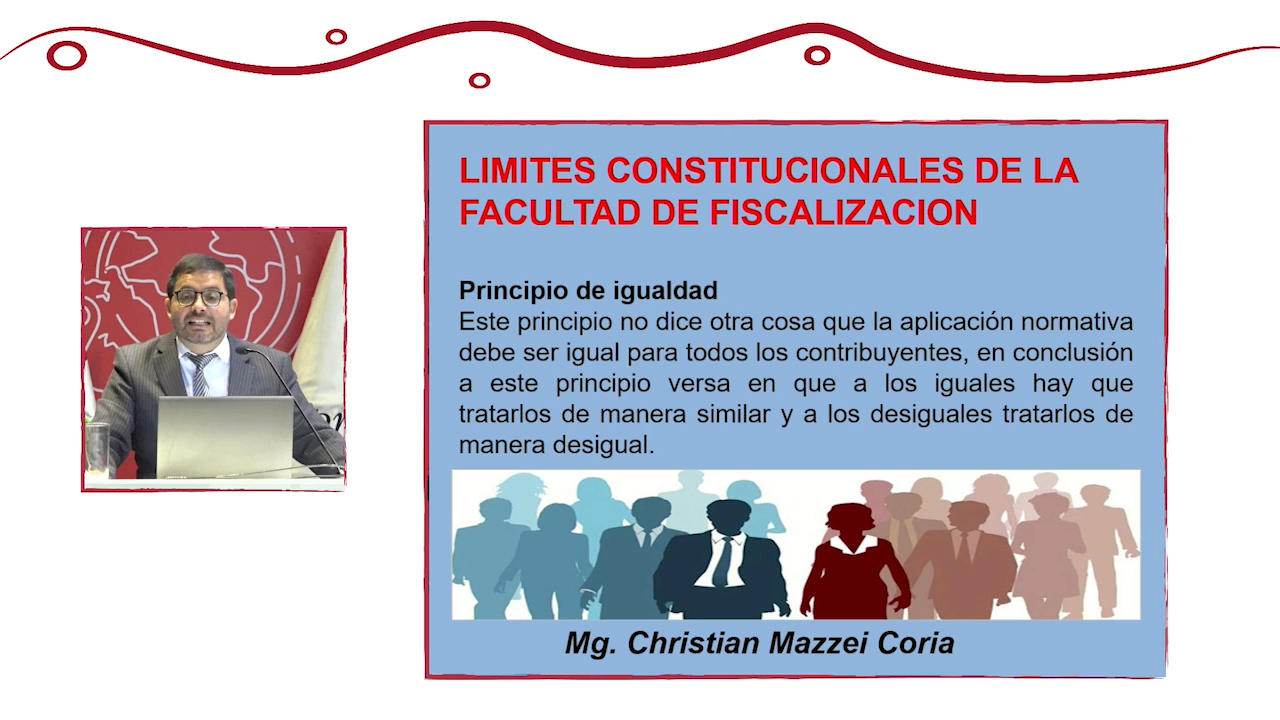 LIMITES CONSTITUCIONALES DE LA
FACULTAD DE FISCALIZACION
Principio de igualdad
Este principio no dice otra cosa que la aplicación normativa
debe ser igual para todos los contribuyentes, en conclusión
a este principio versa en que a los iguales hay que
tratarlos de manera similar y a los desiguales tratarlos de
manera desigual.
Mg. Christian Mazzei Coria